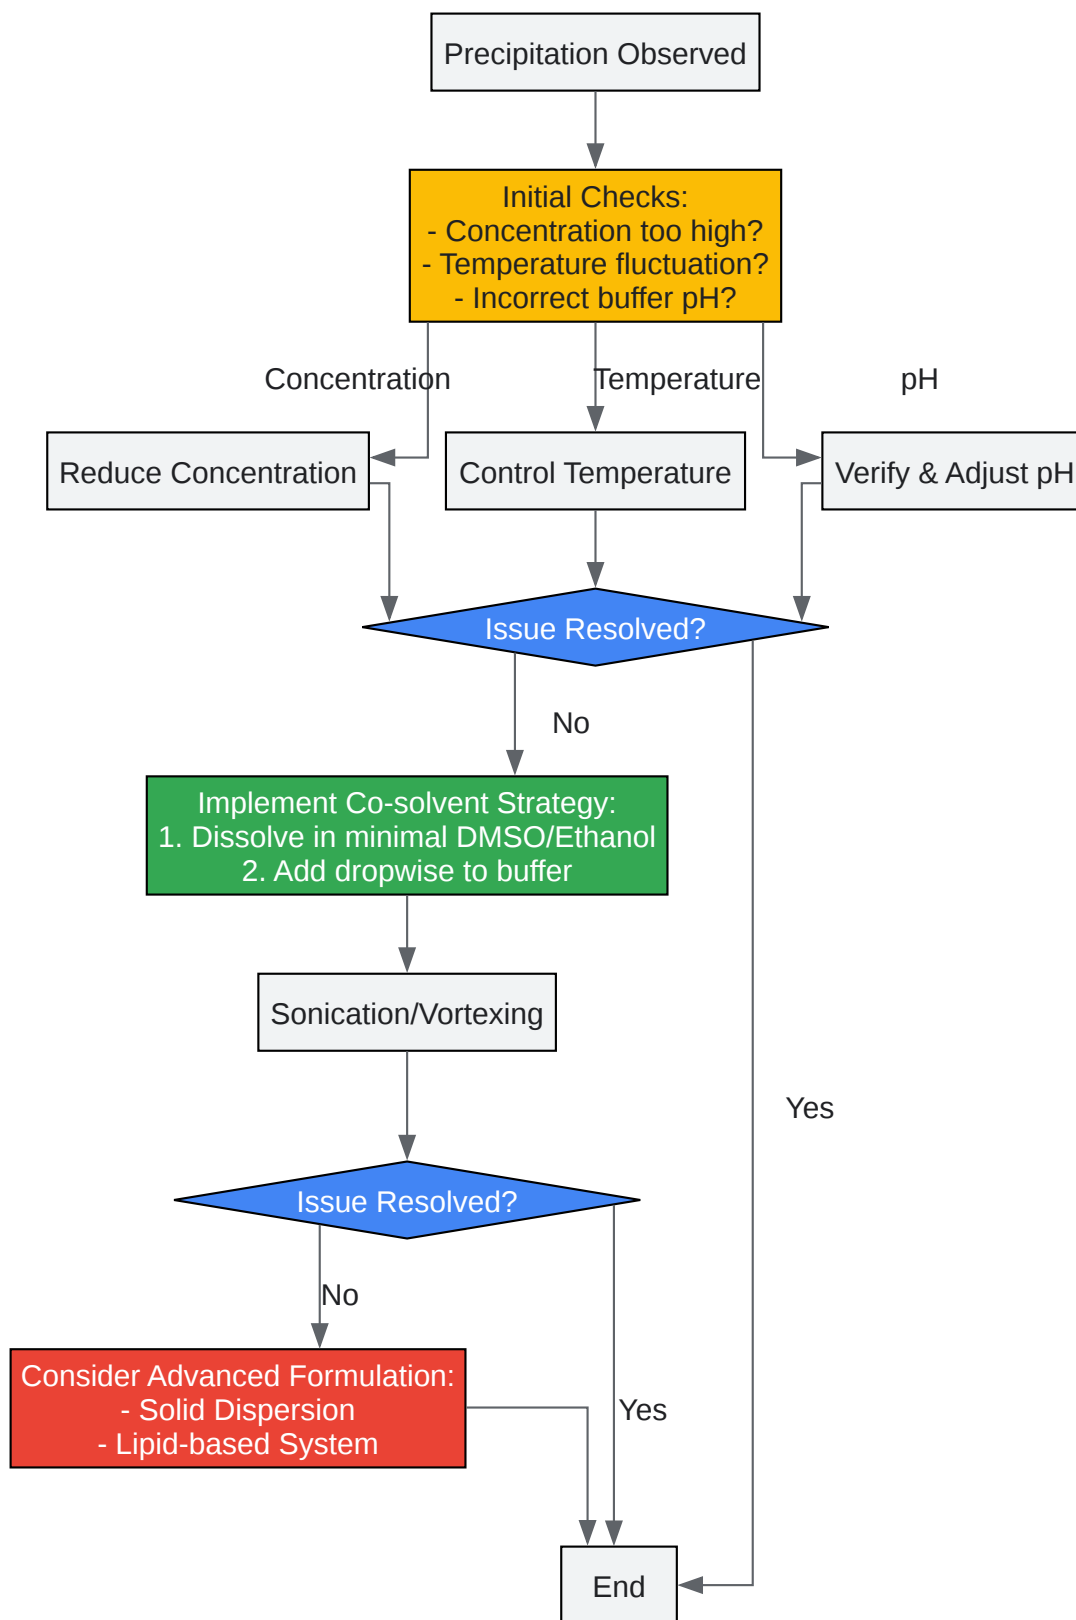 Precipitation Observed
Initial Checks:
- Concentration too high?
- Temperature fluctuation?
- Incorrect buffer pH?
Concentration
Temperature
pH
Reduce Concentration
Control Temperature
Verify & Adjust pH
Issue Resolved?
No
Implement Co-solvent Strategy:
1. Dissolve in minimal DMSO/Ethanol
2. Add dropwise to buffer
Sonication/Vortexing
Yes
Issue Resolved?
No
Consider Advanced Formulation:
- Solid Dispersion
- Lipid-based System
Yes
End